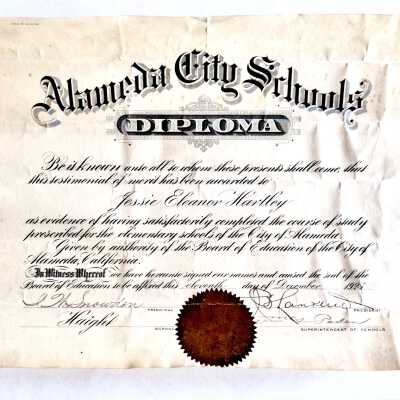 Alameda City Schools
DIPLOMA
Be it known unto all to whom these presents shall come, that
this testimonial of merit has been awarded to
Jessie Eleanor Hartley
as evidence of having satisfactorily completed the course of study
prescribed for the elementary schools of the City of Alameda.
Given by authority of the Board of Education of the City of
Alameda, California.
In Witness Whereof we have hereunto signed our names and caused the seal of the
Board of Education to be affixed this eleventh day of December 192
PRINCIPAL PRESIDENT
Haight
SCHOOL SUPERINTENDENT OF SCHOOLS